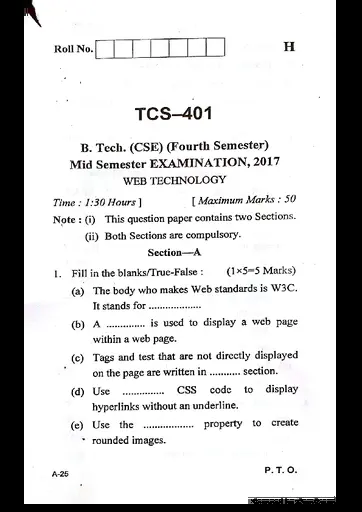 Roll No. H
TCS–401
B. Tech. (CSE) (Fourth Semester)
Mid Semester EXAMINATION, 2017
WEB TECHNOLOGY
Time : 1:30 Hours ] [ Maximum Marks : 50
Note : (i) This question paper contains two Sections.
(ii) Both Sections are compulsory.
Section—A
1. Fill in the blanks/True-False : (1×5=5 Marks)
(a) The body who makes Web standards is W3C.
It stands for ...................
(b) A .............. is used to display a web page
within a web page.
(c) Tags and test that are not directly displayed
on the page are written in ........... section.
(d) Use ............... CSS code to display
hyperlinks without an underline.
(e) Use the .................. property to create
rounded images.
A-26 P. T. O.